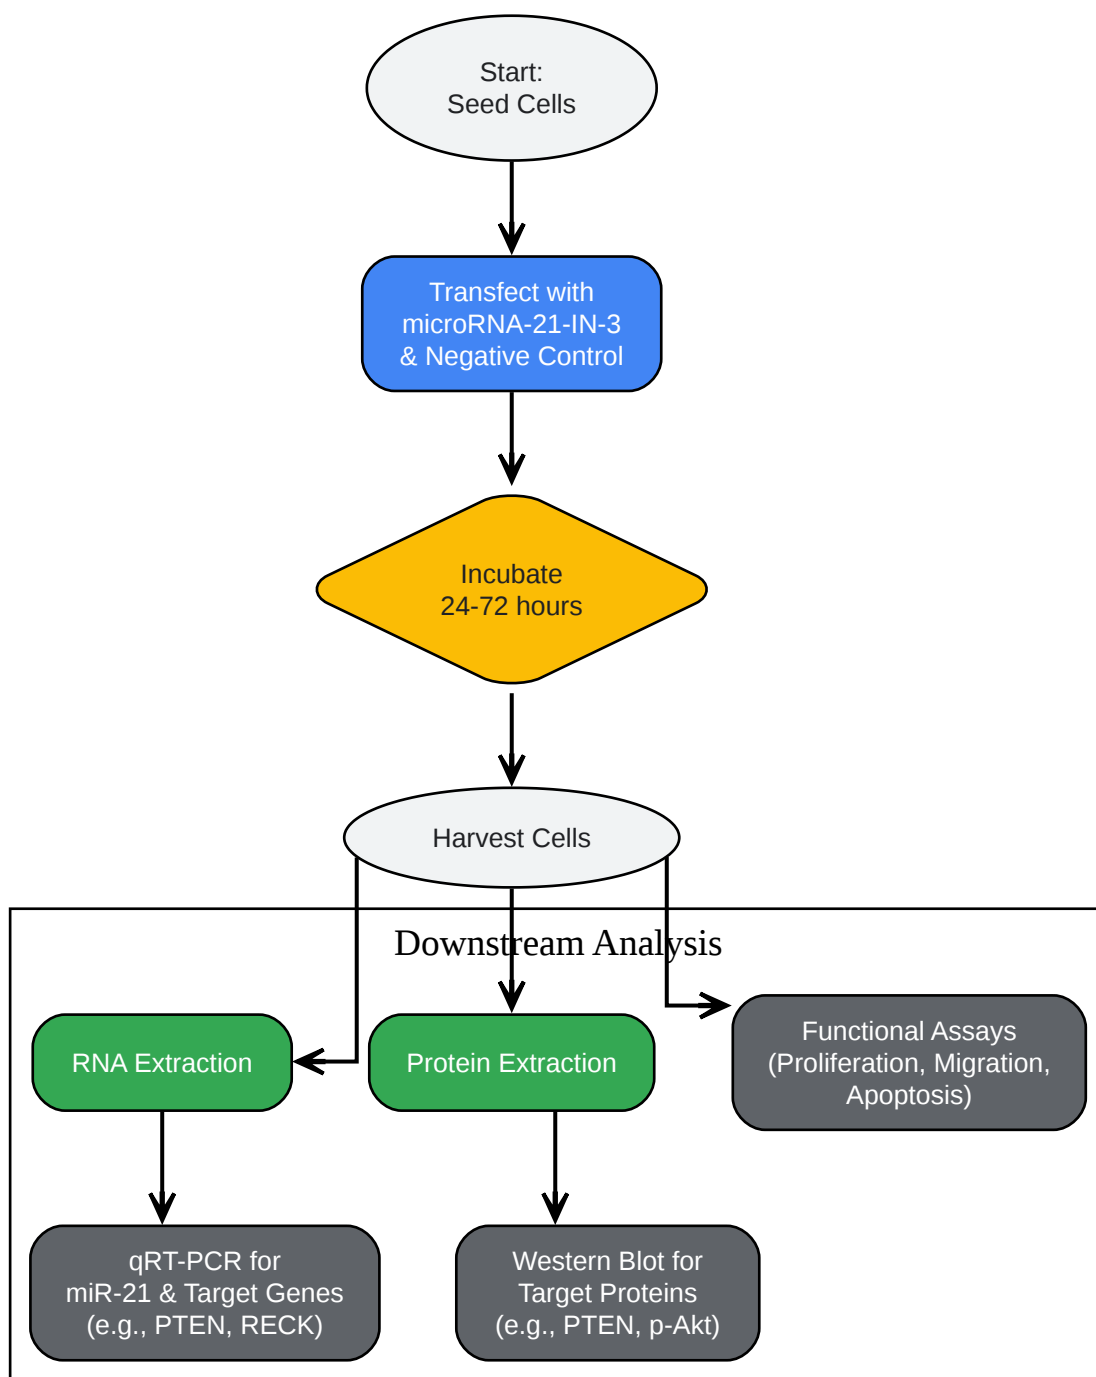 Start:
Seed Cells
Transfect with
microRNA-21-IN-3
& Negative Control
Incubate
24-72 hours
Harvest Cells
Downstream Analysis
RNA Extraction
Protein Extraction
Functional Assays
(Proliferation, Migration,
Apoptosis)
qRT-PCR for
miR-21 & Target Genes
(e.g., PTEN, RECK)
Western Blot for
Target Proteins
(e.g., PTEN, p-Akt)